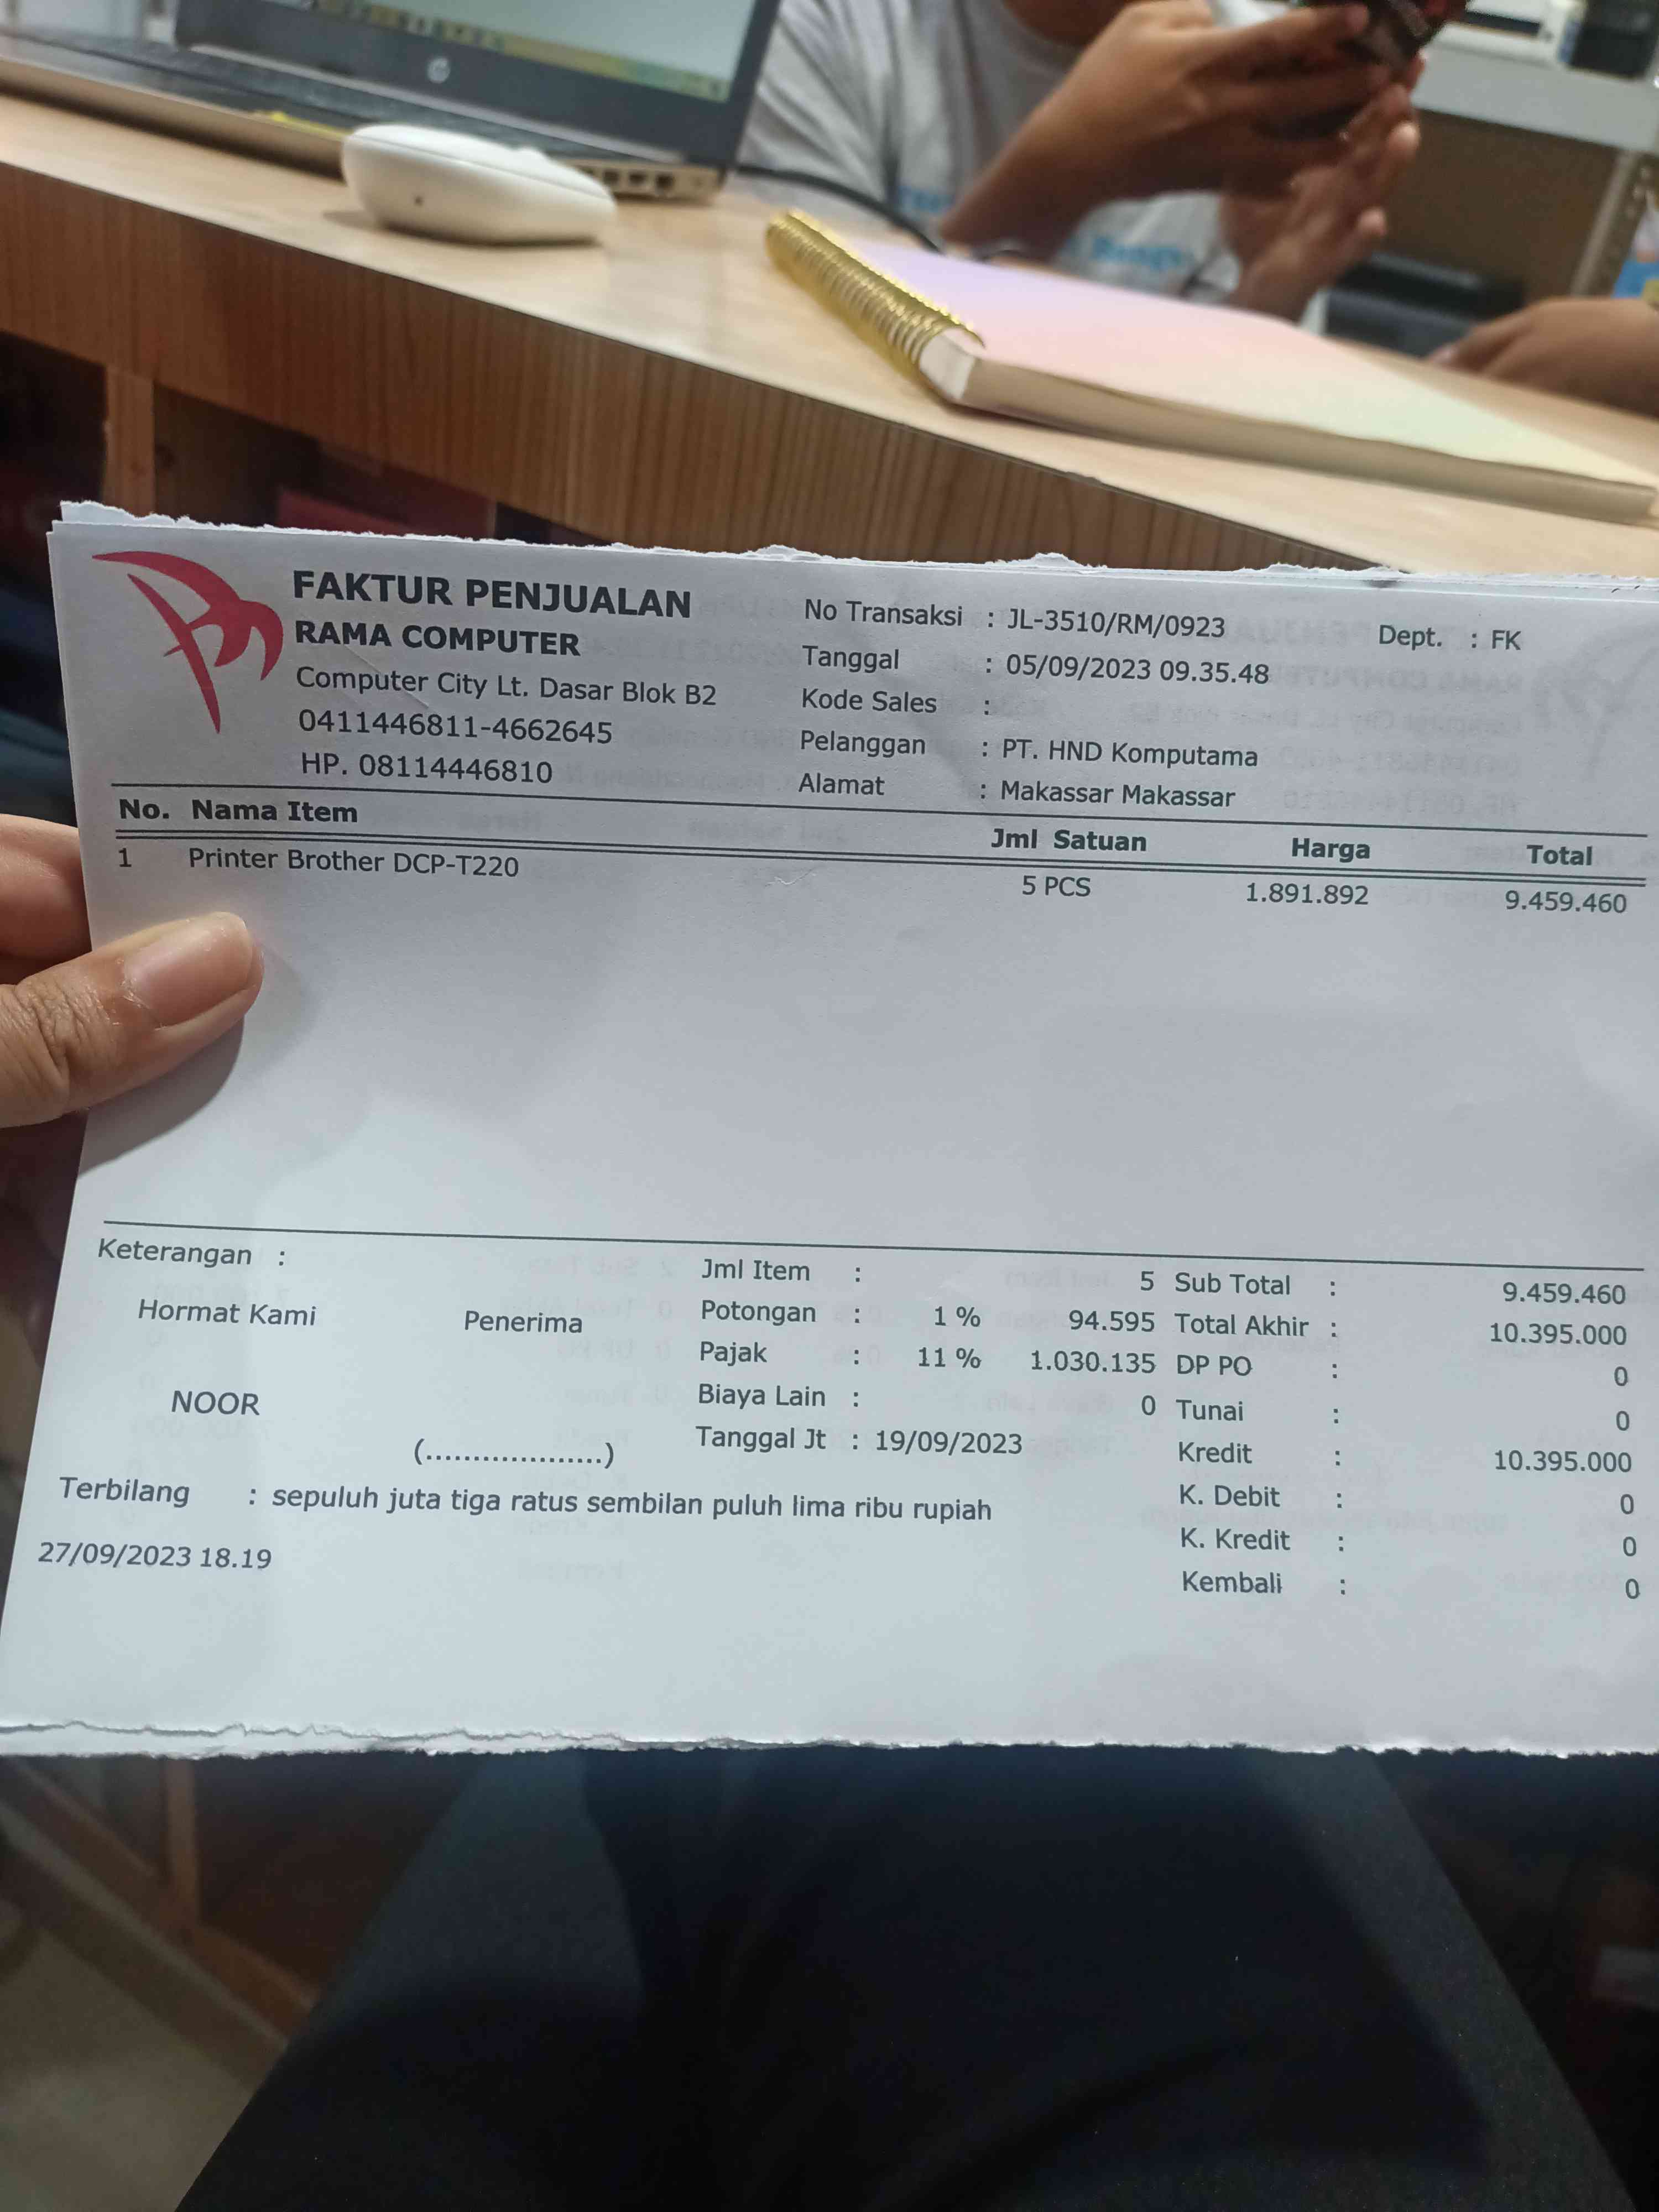 FAKTUR PENJUALAN
RAMA COMPUTER
Computer City Lt. Dasar Blok B2
0411446811-4662645
HP. 08114446810
No Transaksi : JL-3510/RM/0923
Dept. : FK
Tanggal : 05/09/2023 09.35.48
Kode Sales :
Pelanggan : PT. HND Komputama
Alamat : Makassar Makassar
No. Nama Item Jml Satuan Harga Total
1 Printer Brother DCP-T220 5 PCS 1.891.892 9.459.460
Keterangan :
Hormat Kami Penerima
NOOR
(...................)
Jml Item : 5 Sub Total : 9.459.460
Potongan : 1 % 94.595 Total Akhir : 10.395.000
Pajak : 11 % 1.030.135 DP PO : 0
Biaya Lain : 0 Tunai : 0
Tanggal Jt : 19/09/2023 Kredit : 10.395.000
K. Debit : 0
K. Kredit : 0
Kembali : 0
Terbilang : sepuluh juta tiga ratus sembilan puluh lima ribu rupiah
27/09/2023 18.19